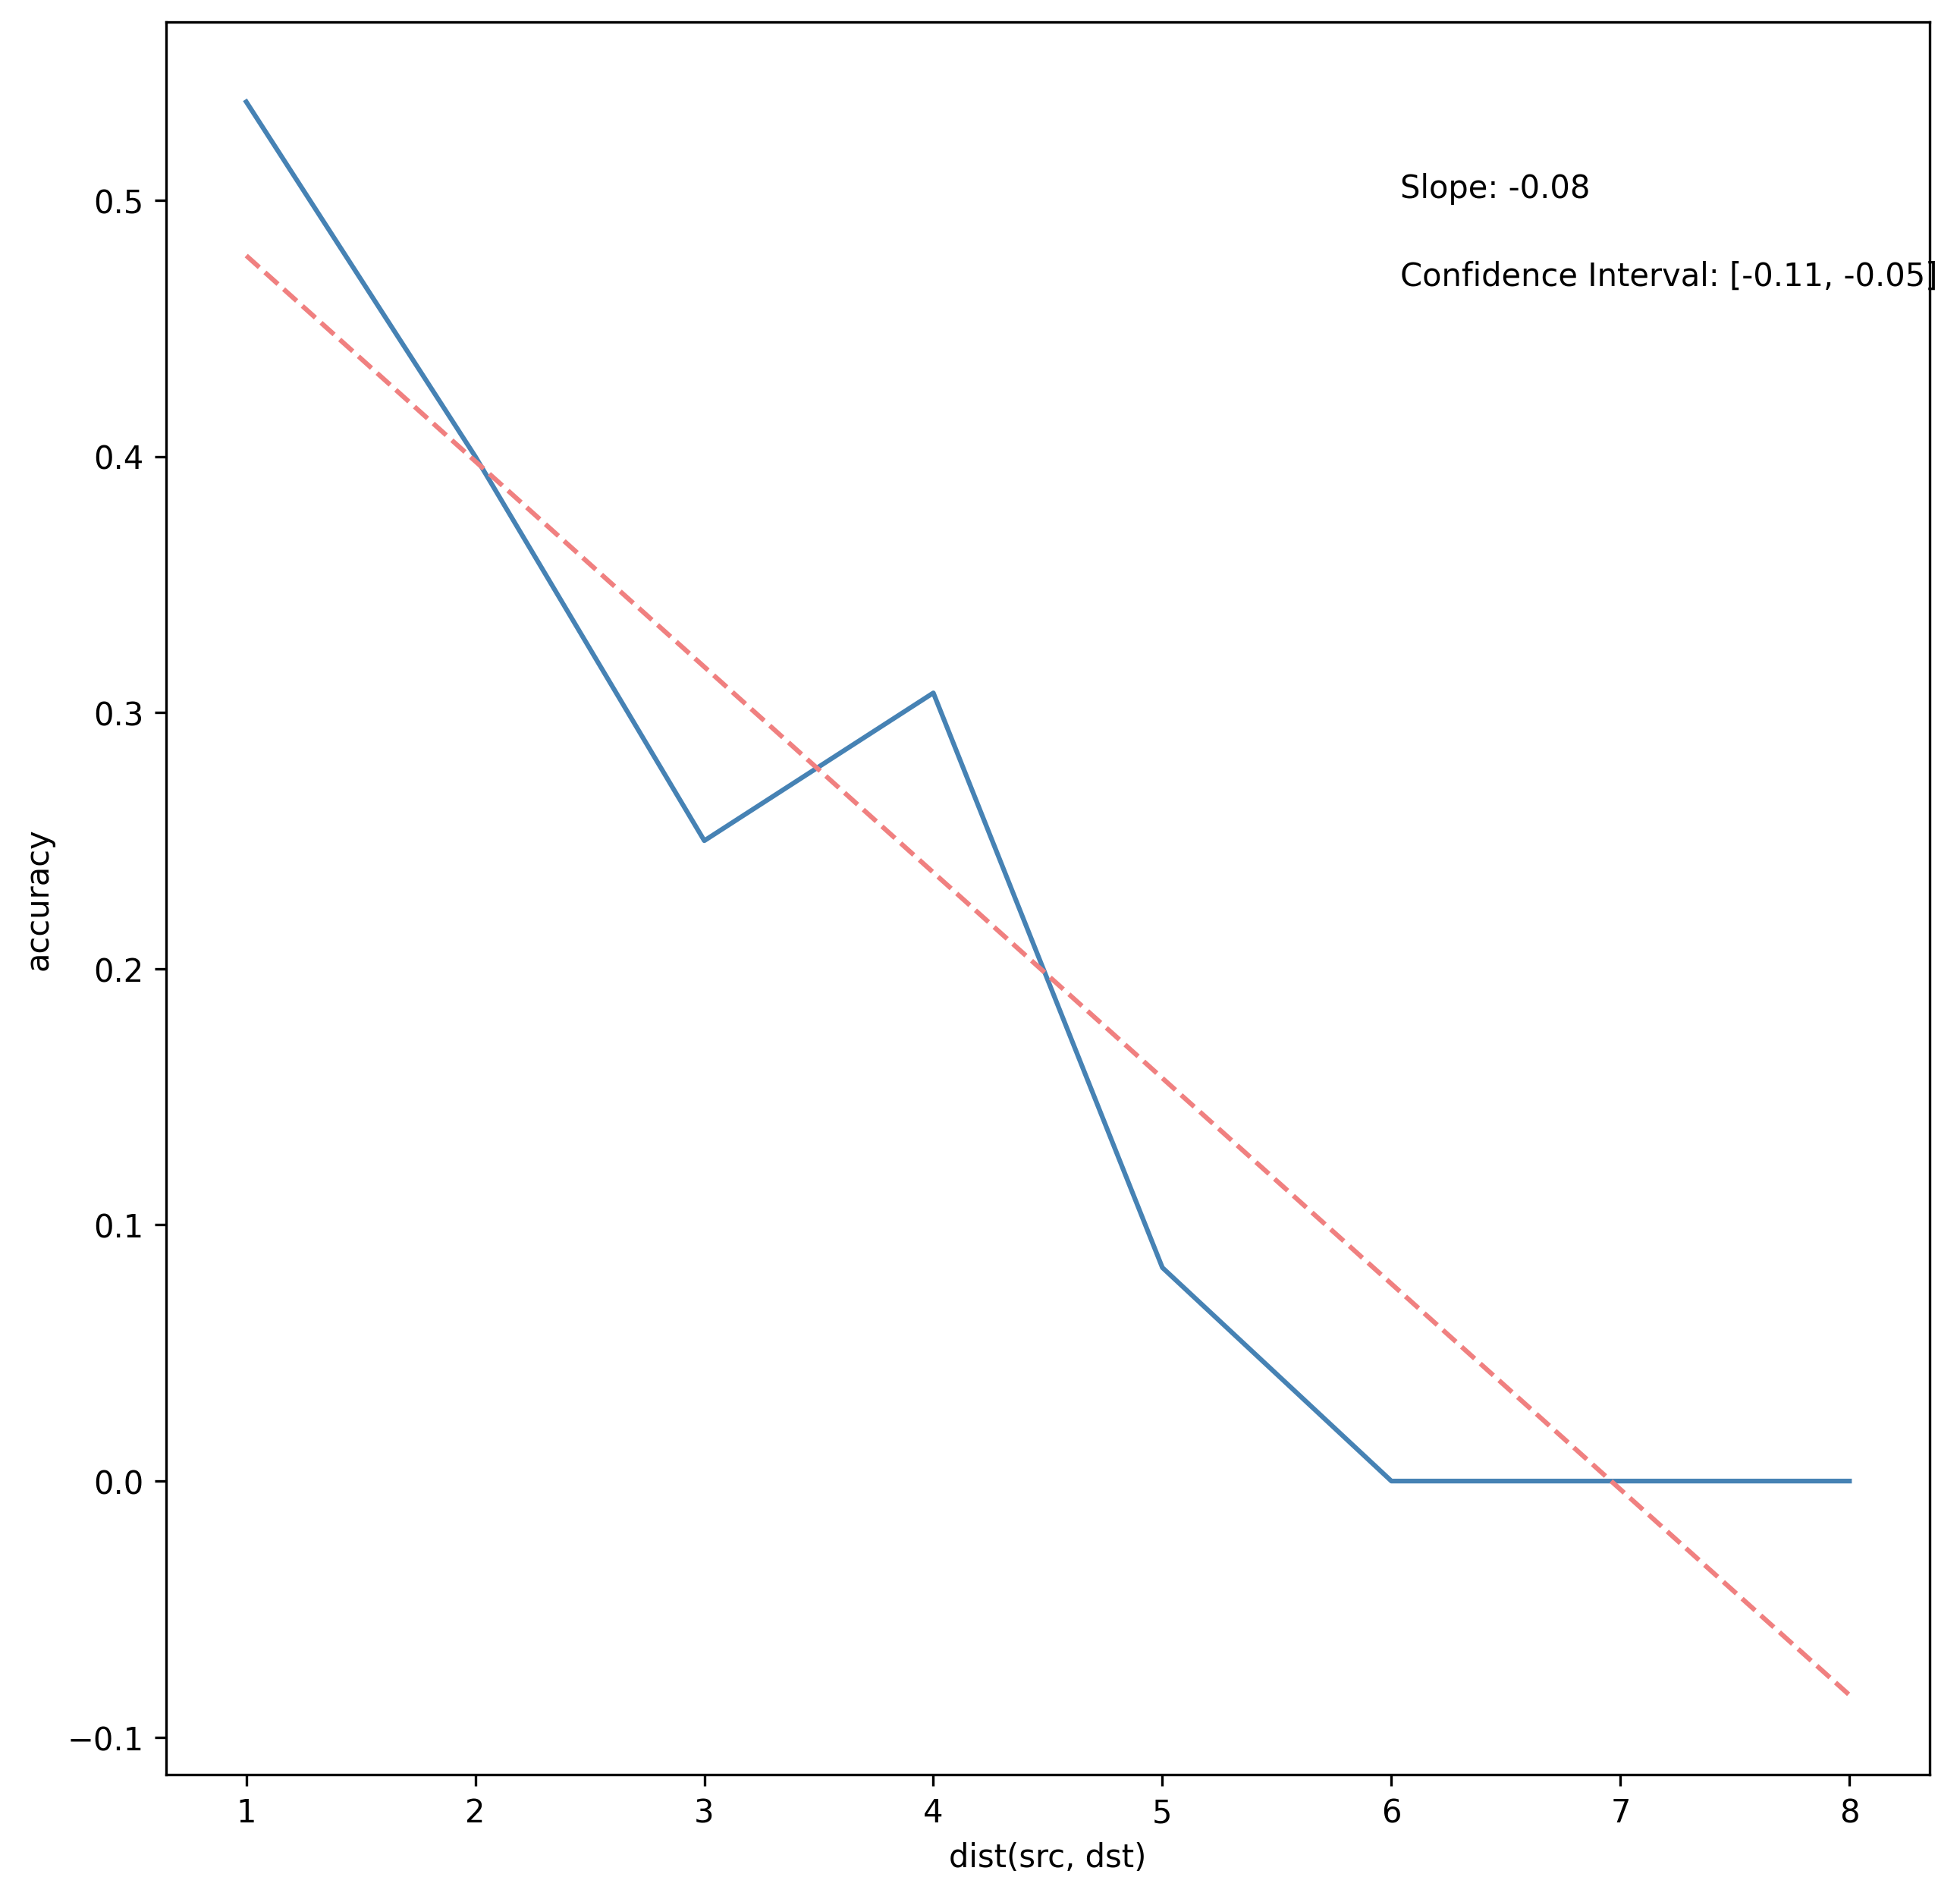 Slope: -0.08
Confidence Interval: [-0.11, -0.05]
accuracy
0.5
0.4
0.3
0.2
0.1
0.0
−0.1
1 2 3 4 5 6 7 8
dist(src, dst)